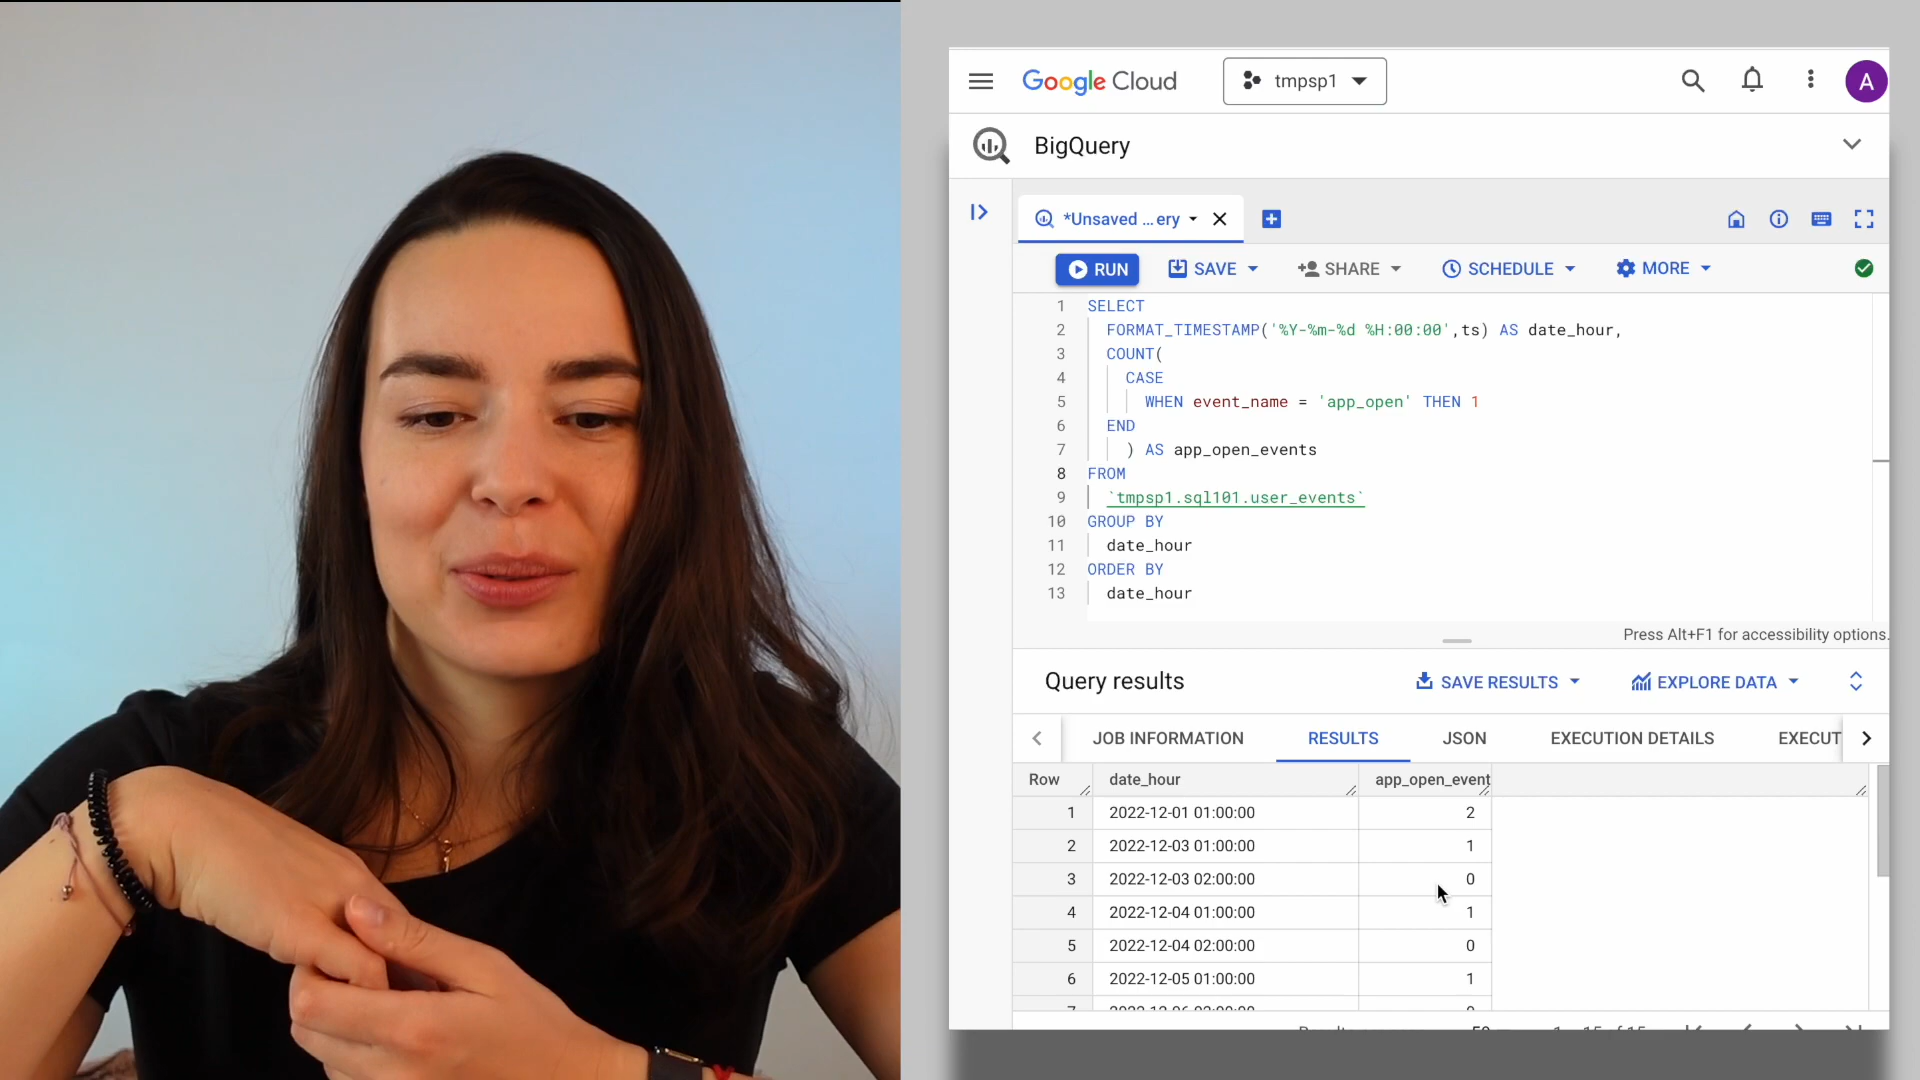 Google Cloud
tmpsp1
A
BigQuery
*Unsaved ...ery
RUN
SAVE
SHARE
SCHEDULE
MORE
1 SELECT
2 FORMAT_TIMESTAMP('%Y-%m-%d %H:00:00',ts) AS date_hour,
3 COUNT(
4 CASE
5 WHEN event_name = 'app_open' THEN 1
6 END
7 ) AS app_open_events
8 FROM
9 `tmpsp1.sql101.user_events`
10 GROUP BY
11 date_hour
12 ORDER BY
13 date_hour
Press Alt+F1 for accessibility options.
Query results
SAVE RESULTS
EXPLORE DATA
JOB INFORMATION
RESULTS
JSON
EXECUTION DETAILS
EXECUT
Row date_hour app_open_event
1 2022-12-01 01:00:00 2
2 2022-12-03 01:00:00 1
3 2022-12-03 02:00:00 0
4 2022-12-04 01:00:00 1
5 2022-12-04 02:00:00 0
6 2022-12-05 01:00:00 1